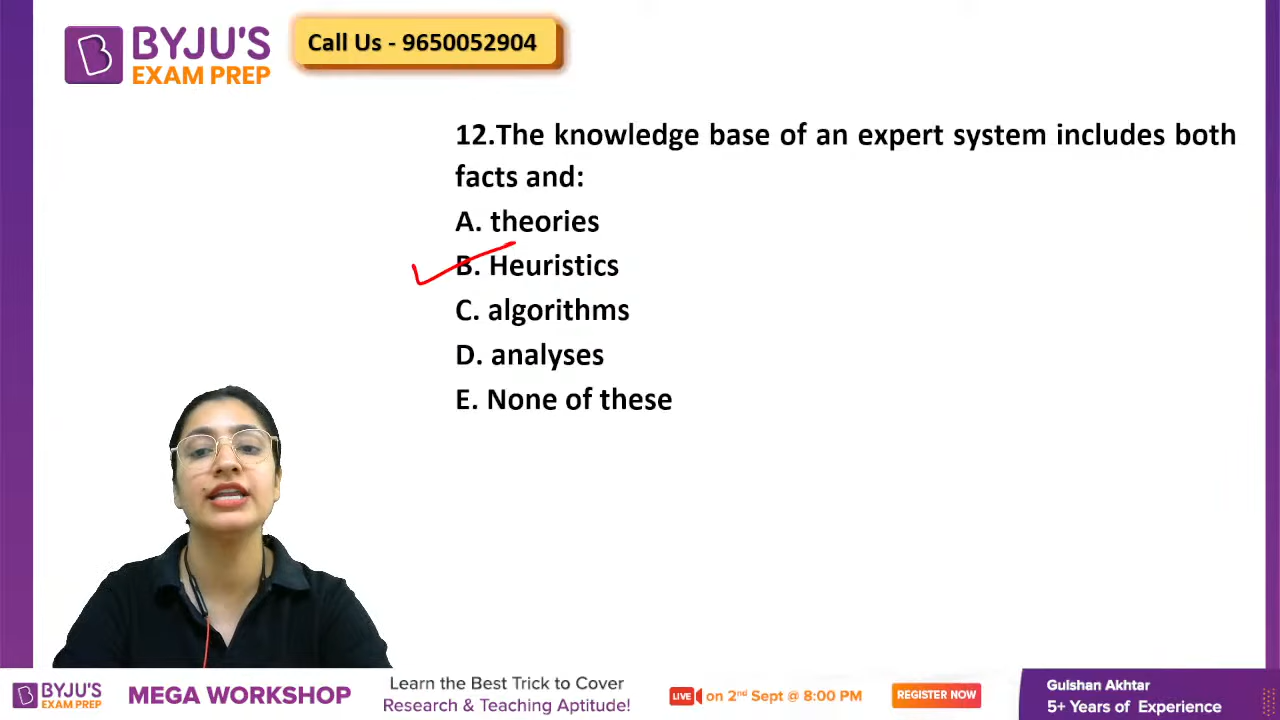 BYJU'S
EXAM PREP
Call Us - 9650052904
12.The knowledge base of an expert system includes both
facts and:
A. theories
B. Heuristics
C. algorithms
D. analyses
E. None of these
BYJU'S
EXAM PREP
MEGA WORKSHOP
Learn the Best Trick to Cover
Research & Teaching Aptitude!
LIVE
on 2nd Sept @ 8:00 PM
REGISTER NOW
Gulshan Akhtar
5+ Years of Experience